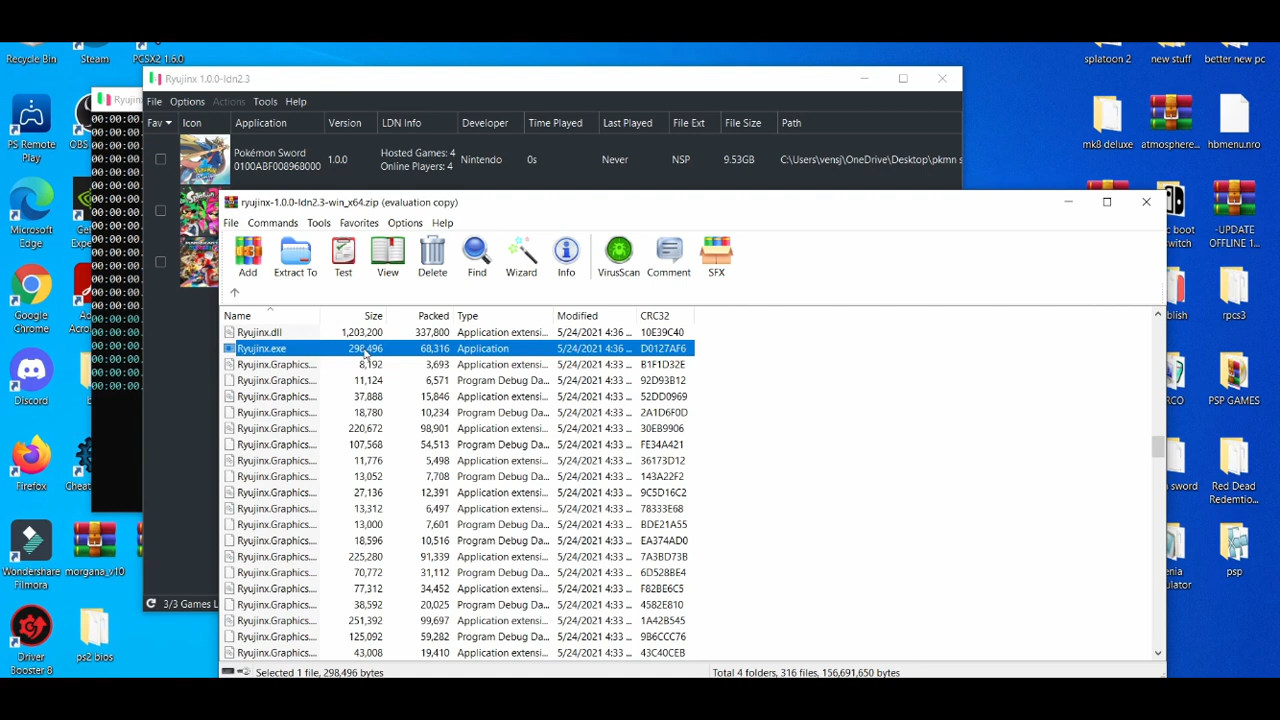 Recycle Bin
Steam
PCSX2 1.6.0
splatoon 2
new stuff
better new pc
Ryujinx 1.0.0-ldn2.3
File Options Actions Tools Help
Fav Icon Application Version LDN Info Developer Time Played Last Played File Ext File Size Path
Pokémon Sword
0100ABF008968000
1.0.0
Hosted Games: 4
Online Players: 4
Nintendo
0s
Never
NSP
9.53GB
C:\Users\vensj\OneDrive\Desktop\pkmn s
PS Remote
Play
OBS
mk8 deluxe
atmosphere...
hbmenu.nro
Microsoft
Edge
Google
Chrome
Discord
Firefox
Wondershare
Filmora
morgana_v10
Driver
Booster 8
ps2 bios
3/3 Games L
ryujinx-1.0.0-ldn2.3-win_x64.zip (evaluation copy)
File Commands Tools Favorites Options Help
Add Extract To Test View Delete Find Wizard Info VirusScan Comment SFX
Name Size Packed Type Modified CRC32
Ryujinx.dll 1,203,200 337,800 Application extensi... 5/24/2021 4:36 ... 10E39C40
Ryujinx.exe 298,496 68,316 Application 5/24/2021 4:36 ... D0127AF6
Ryujinx.Graphics.... 8,192 3,693 Application extensi... 5/24/2021 4:33 ... B1F1D32E
Ryujinx.Graphics.... 11,124 6,571 Program Debug Da... 5/24/2021 4:33 ... 92D93B12
Ryujinx.Graphics.... 37,888 15,846 Application extensi... 5/24/2021 4:33 ... 52DD0969
Ryujinx.Graphics.... 18,780 10,234 Program Debug Da... 5/24/2021 4:33 ... 2A1D6F0D
Ryujinx.Graphics.... 220,672 98,901 Application extensi... 5/24/2021 4:33 ... 30EB9906
Ryujinx.Graphics.... 107,568 54,513 Program Debug Da... 5/24/2021 4:33 ... FE34A421
Ryujinx.Graphics.... 11,776 5,498 Application extensi... 5/24/2021 4:33 ... 36173D12
Ryujinx.Graphics.... 13,052 7,708 Program Debug Da... 5/24/2021 4:33 ... 143A22F2
Ryujinx.Graphics.... 27,136 12,391 Application extensi... 5/24/2021 4:33 ... 9C5D16C2
Ryujinx.Graphics.... 13,312 6,497 Application extensi... 5/24/2021 4:33 ... 78333E68
Ryujinx.Graphics.... 13,000 7,601 Program Debug Da... 5/24/2021 4:33 ... BDE21A55
Ryujinx.Graphics.... 18,596 10,516 Program Debug Da... 5/24/2021 4:33 ... EA374AD0
Ryujinx.Graphics.... 225,280 91,339 Application extensi... 5/24/2021 4:33 ... 7A3BD73B
Ryujinx.Graphics.... 70,772 31,112 Program Debug Da... 5/24/2021 4:33 ... 6D528BE4
Ryujinx.Graphics.... 77,312 34,452 Application extensi... 5/24/2021 4:33 ... F82BE6C5
Ryujinx.Graphics.... 38,592 20,025 Program Debug Da... 5/24/2021 4:33 ... 4582E810
Ryujinx.Graphics.... 251,392 99,697 Application extensi... 5/24/2021 4:33 ... 1A42B545
Ryujinx.Graphics.... 125,092 59,282 Program Debug Da... 5/24/2021 4:33 ... 9B6CCC76
Ryujinx.Graphics.... 43,008 19,410 Application extensi... 5/24/2021 4:33 ... 43C40CEB
Selected 1 file, 298,496 bytes
Total 4 folders, 316 files, 156,691,650 bytes
-UPDATE
OFFLINE 1...
rpcs3
PSP GAMES
Red Dead
Redemtio...
psp